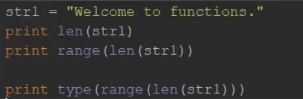 str1 = "Welcome to functions."
print len(str1)
print range(len(str1))
print type(range(len(str1)))